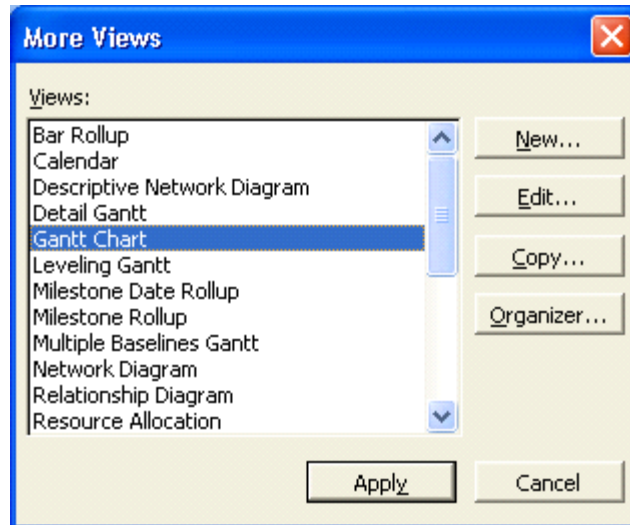 More Views
Views:
Bar Rollup
Calendar
Descriptive Network Diagram
Detail Gantt
Gantt Chart
Leveling Gantt
Milestone Date Rollup
Milestone Rollup
Multiple Baselines Gantt
Network Diagram
Relationship Diagram
Resource Allocation
New...
Edit...
Copy...
Organizer...
Apply
Cancel